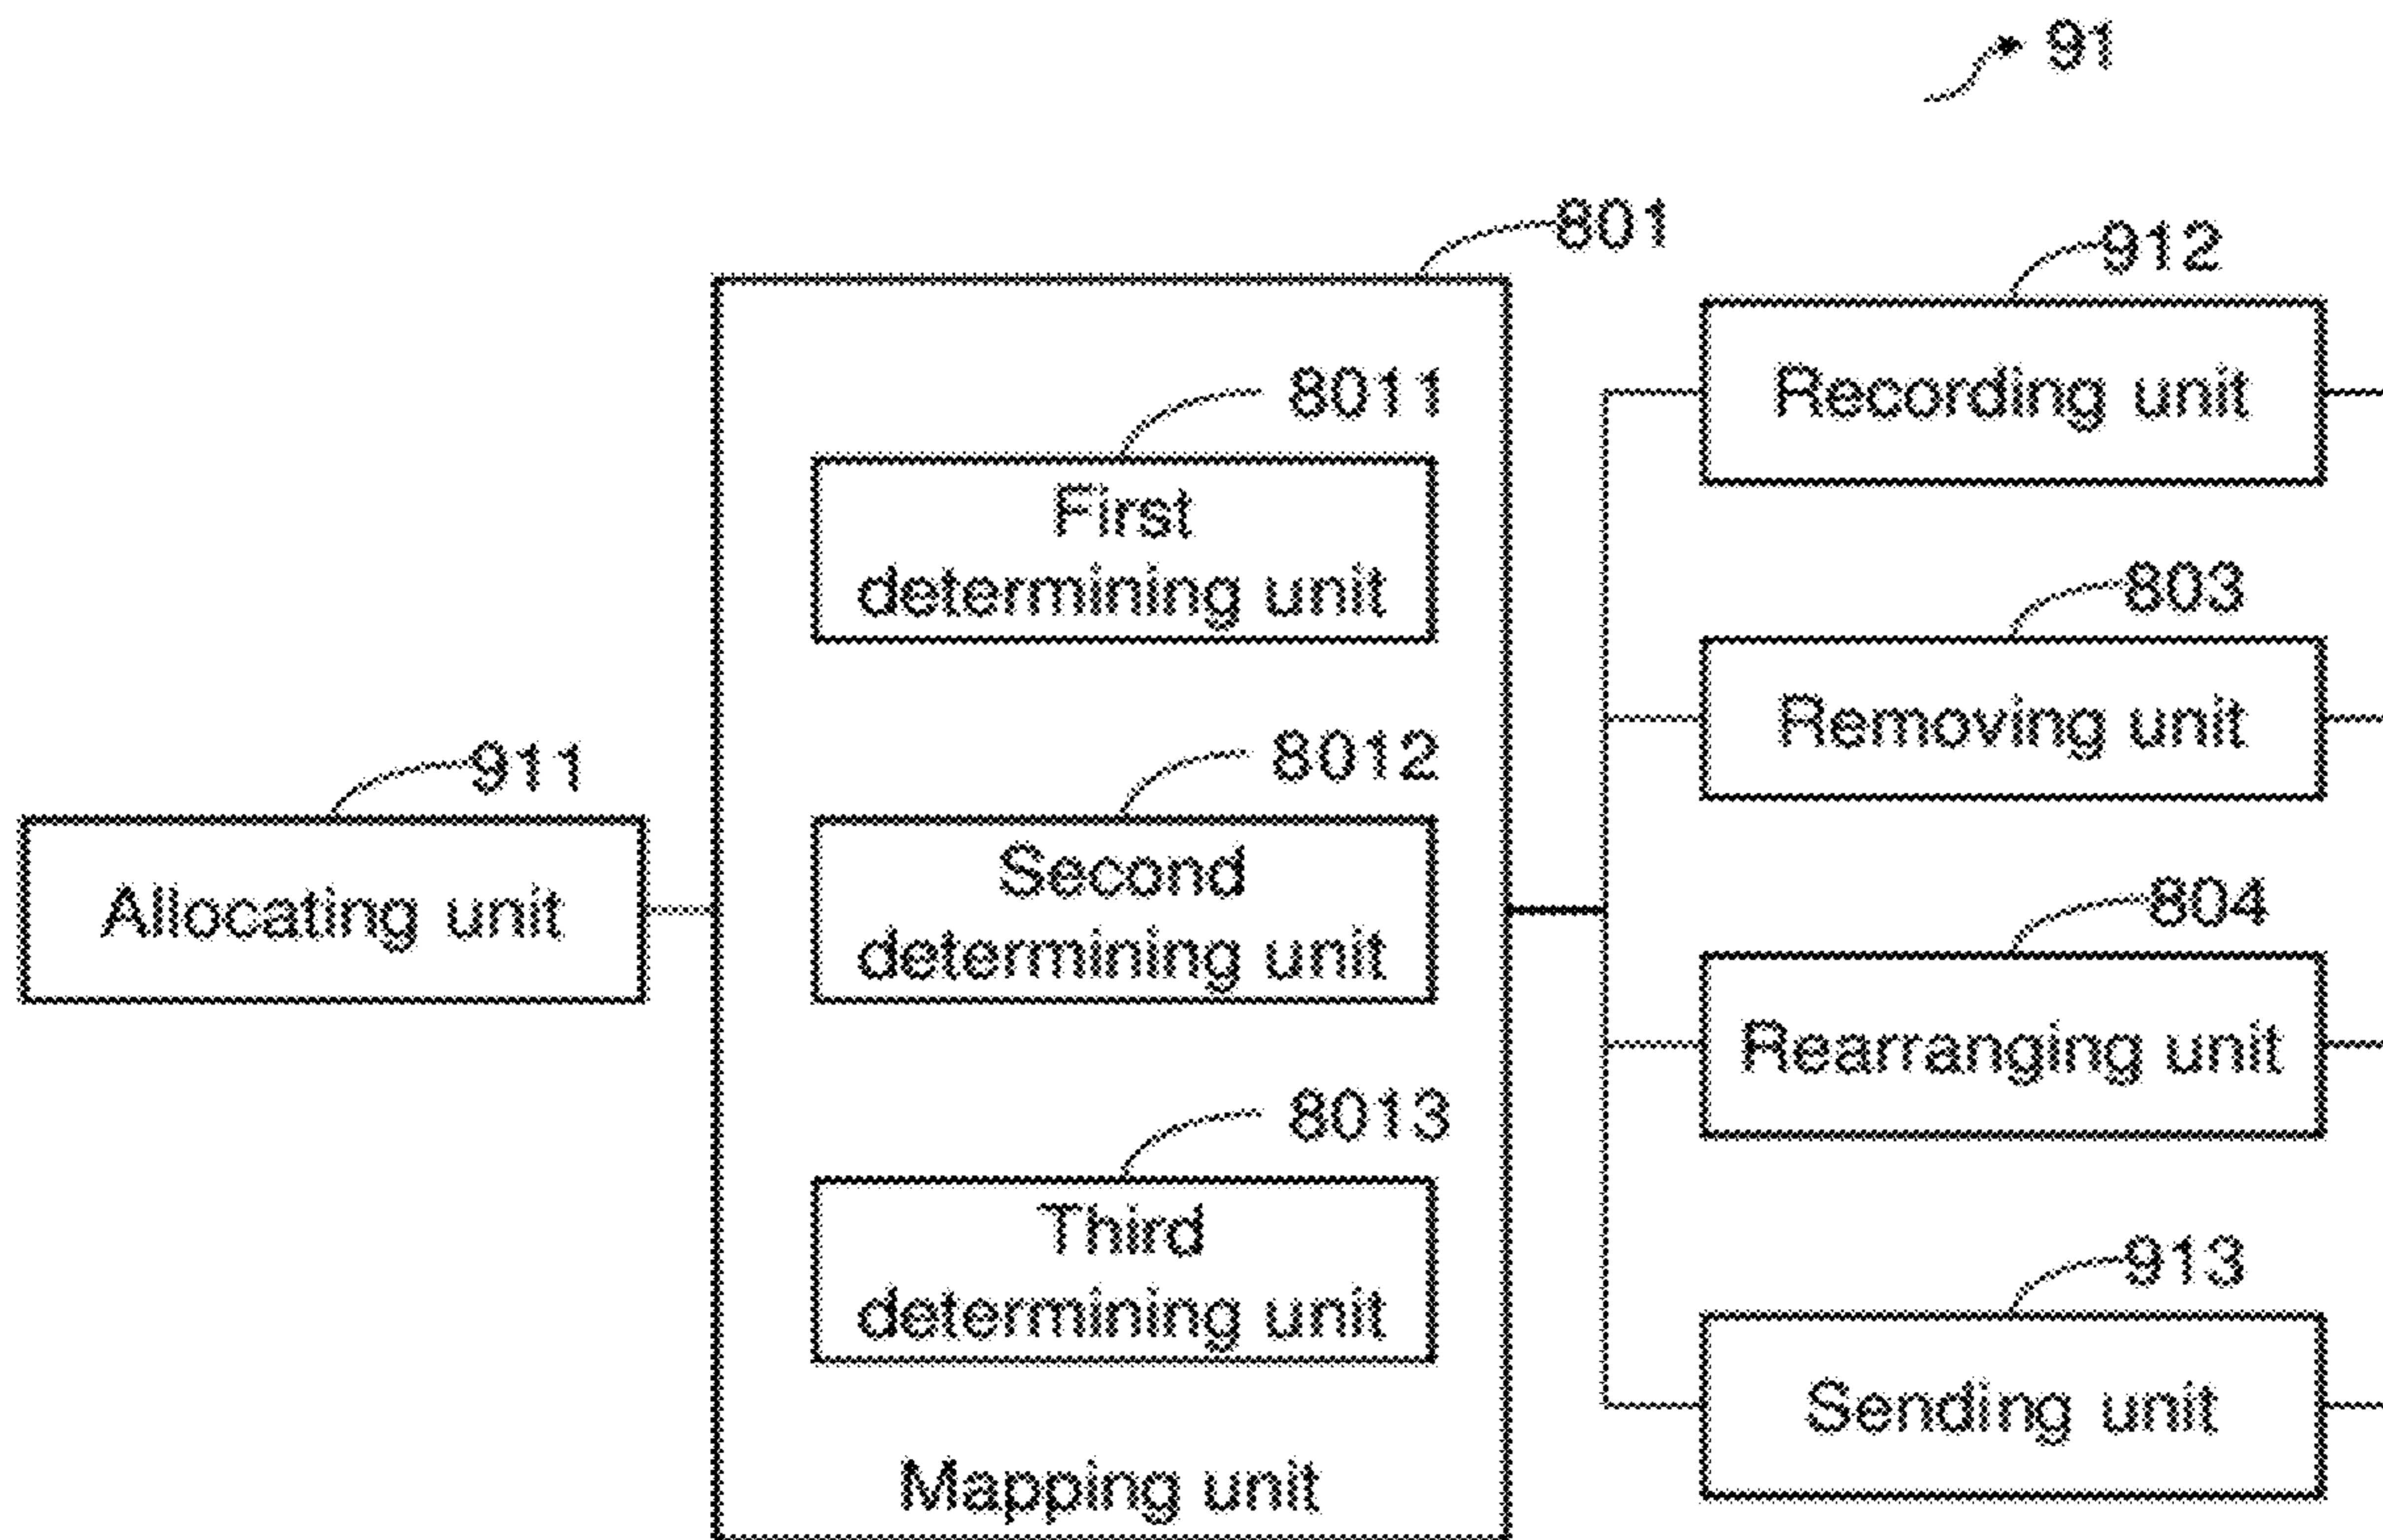 91
801
912
8011
Recording unit
First
determining unit
803
8012
Removing unit
911
Second
determining unit
Allocating unit
804
8013
Rearranging unit
Third
determining unit
913
Sending unit
Mapping unit